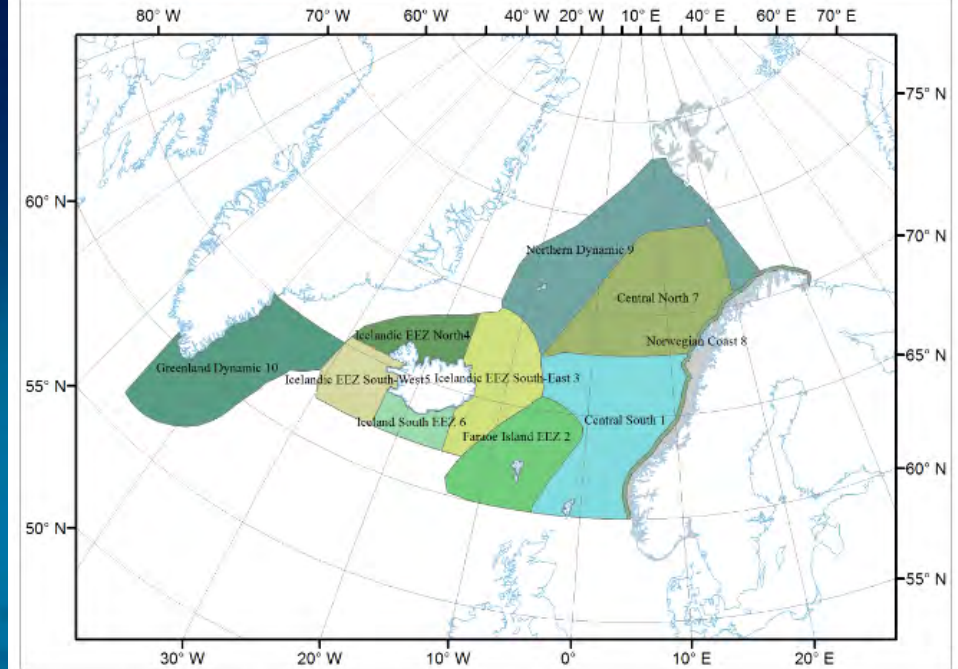 80° W 70° W 60° W 40° W 20° W 10° E 40° E 60° E 70° E
75° N
60° N
70° N
Northern Dynamic 9
Central North 7
Icelandic EEZ North4
Norwegian Coast 8
65° N
Greenland Dynamic 10
55° N
Icelandic EEZ South-West5 Icelandic EEZ South-East 3
Iceland South EEZ 6
Central South 1
Faraoe Island EEZ 2
60° N
50° N
55° N
30° W 20° W 10° W 0° 10° E 20° E